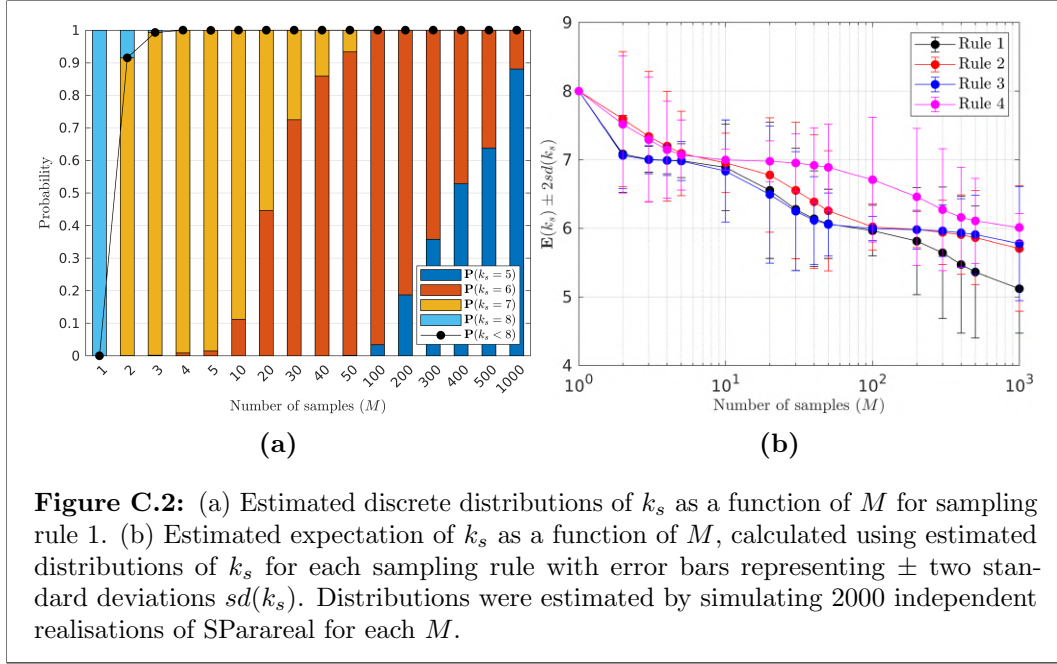 1
0.9
0.8
0.7
0.6
0.5
0.4
0.3
0.2
0.1
0
Probability
P(k_s = 5)
P(k_s = 6)
P(k_s = 7)
P(k_s = 8)
P(k_s < 8)
1 2 3 4 5 10 20 30 40 50 100 200 300 400 500 1000
Number of samples (M)
(a)
9
8
7
6
5
4
E(k_s) ± 2sd(k_s)
Rule 1
Rule 2
Rule 3
Rule 4
10^0 10^1 10^2 10^3
Number of samples (M)
(b)
Figure C.2: (a) Estimated discrete distributions of k_s as a function of M for sampling
rule 1. (b) Estimated expectation of k_s as a function of M, calculated using estimated
distributions of k_s for each sampling rule with error bars representing ± two stan-
dard deviations sd(k_s). Distributions were estimated by simulating 2000 independent
realisations of SParareal for each M.